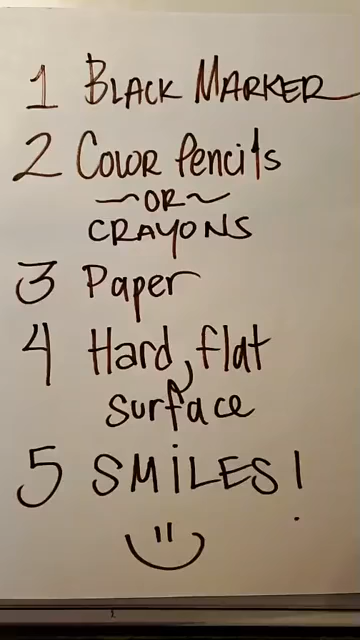 1 BLACK MARKER
2 COLOR Pencils
~OR~
CRAYONS
3 Paper
4 Hard, flat
surface
5 SMiLES!